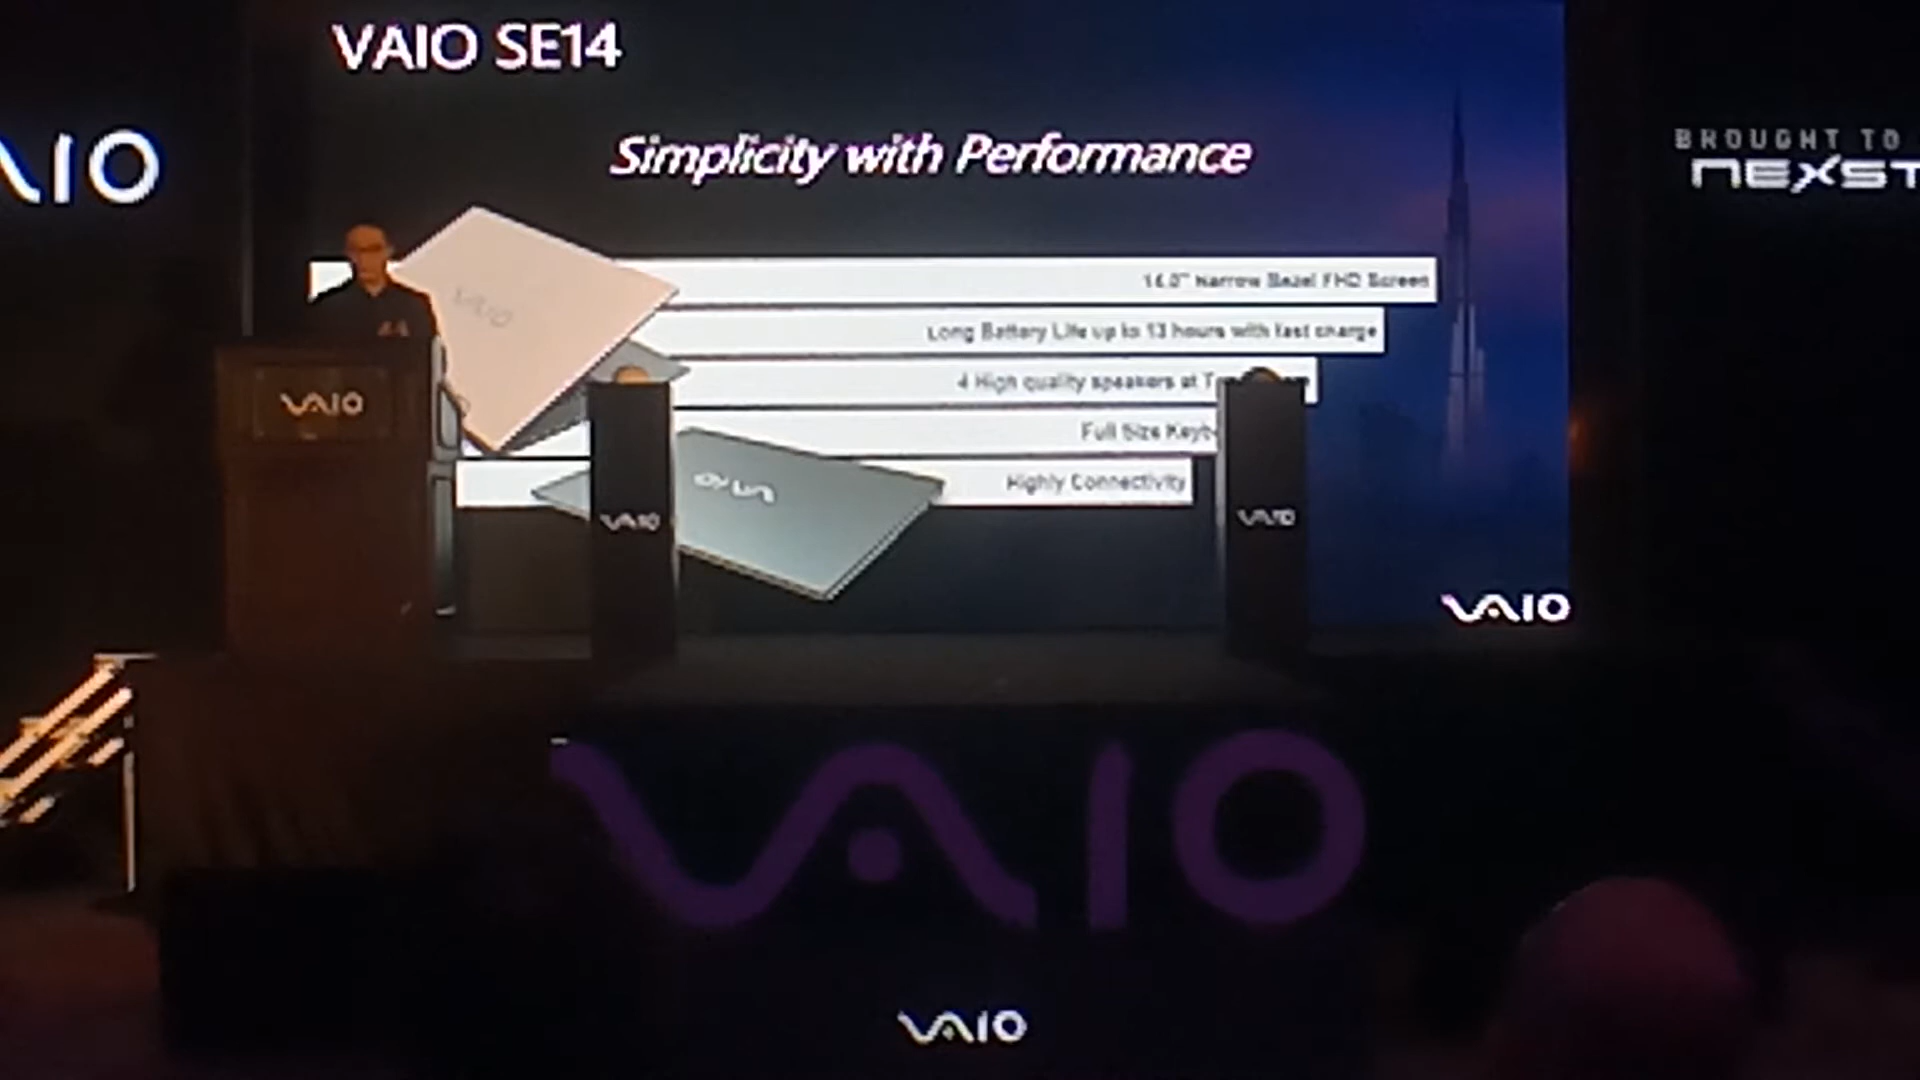 VAIO SE14
Simplicity with Performance
AIO
BROUGHT TO
NEXST
VAIO
14.0" Narrow Bezel FHD Screen
Long Battery Life up to 13 hours with fast charge
4 High quality speakers at
Full Size
Highly Connectivity
VAIO
VAIO
VAIO
VAIO
VAIO
VAIO
VAIO